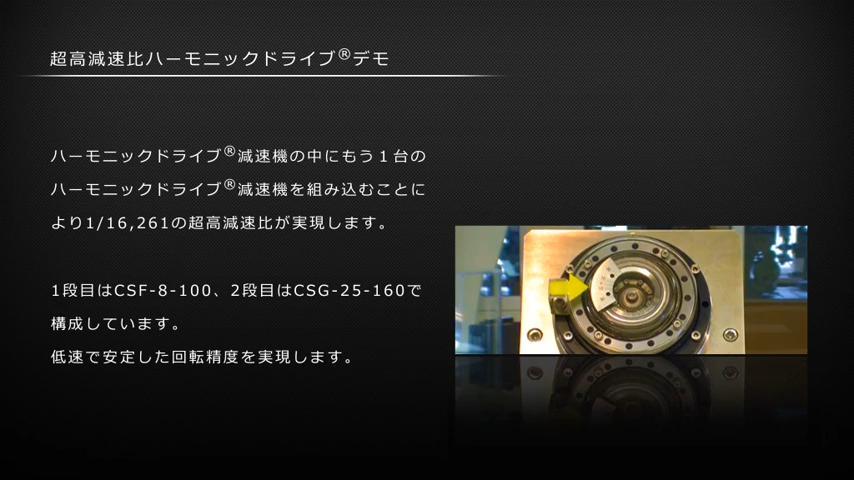 超高減速比ハーモニックドライブ®デモ
ハーモニックドライブ®減速機の中にもう１台の
ハーモニックドライブ®減速機を組み込むことに
より1/16,261の超高減速比が実現します。
1段目はCSF-8-100、2段目はCSG-25-160で
構成しています。
低速で安定した回転精度を実現します。